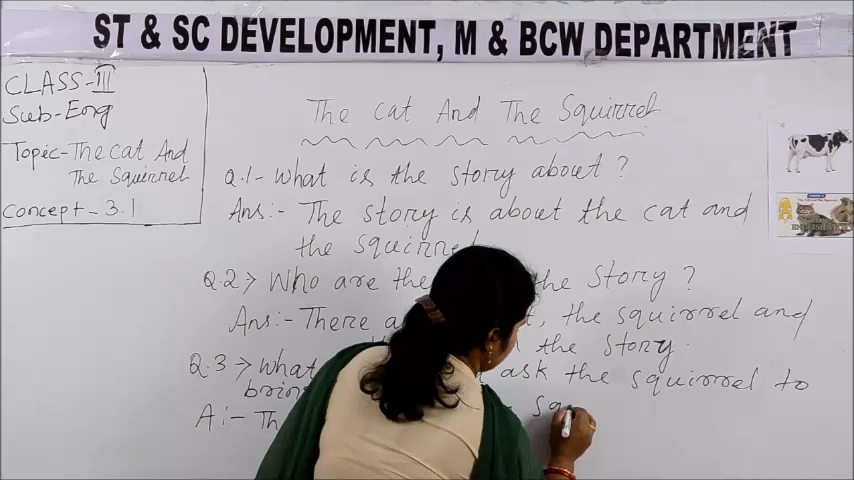 ST & SC DEVELOPMENT, M & BCW DEPARTMENT
CLASS-III
Sub-Eng
Topic-The cat And
The Squirrel
Concept-3.1
The cat And The Squirrel
Q.1- What is the story about?
Ans:- The story is about the cat and
the squirrel
Q.2> Who are the the story?
Ans:- There the squirrel and
the story.
Q.3> What ask the squirrel to
A:- Th